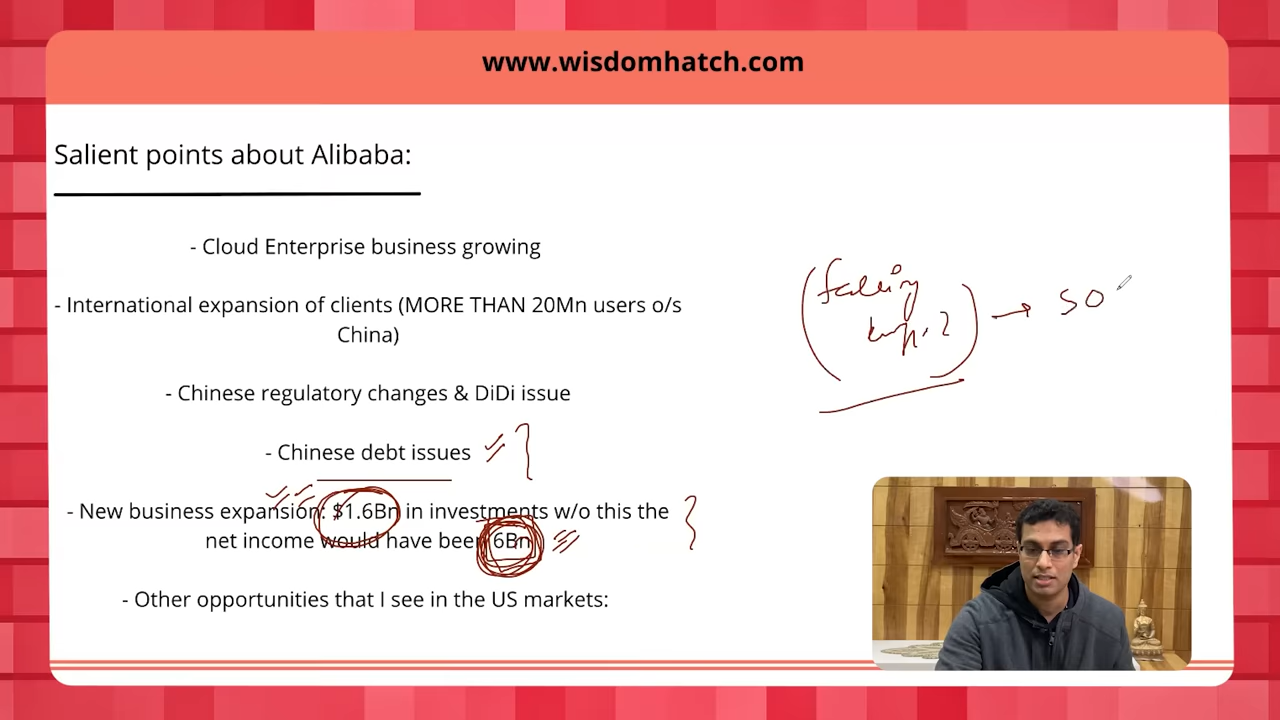 www.wisdomhatch.com
Salient points about Alibaba:
- Cloud Enterprise business growing
- International expansion of clients (MORE THAN 20Mn users o/s
China)
- Chinese regulatory changes & DiDi issue
- Chinese debt issues
- New business expansion: $1.6Bn in investments w/o this the
net income would have been 6Bn
- Other opportunities that I see in the US markets:
falling
→ 50